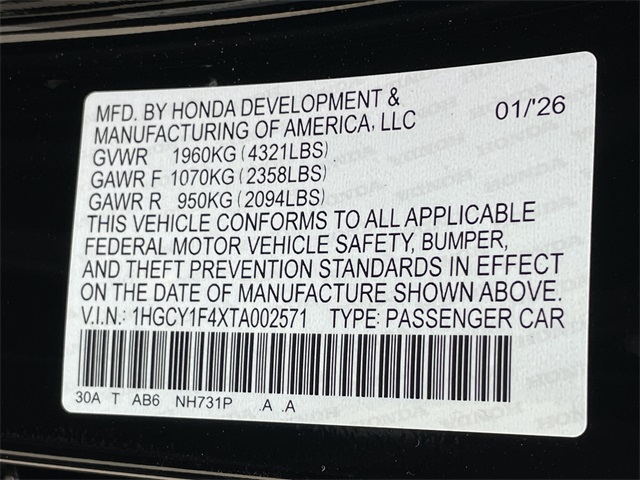 MFD. BY HONDA DEVELOPMENT &
MANUFACTURING OF AMERICA, LLC 01/'26
GVWR 1960KG (4321LBS)
GAWR F 1070KG (2358LBS)
GAWR R 950KG (2094LBS)
THIS VEHICLE CONFORMS TO ALL APPLICABLE
FEDERAL MOTOR VEHICLE SAFETY, BUMPER,
AND THEFT PREVENTION STANDARDS IN EFFECT
ON THE DATE OF MANUFACTURE SHOWN ABOVE.
V.I.N.: 1HGCY1F4XTA002571 TYPE: PASSENGER CAR
30A T AB6 NH731P .A .A